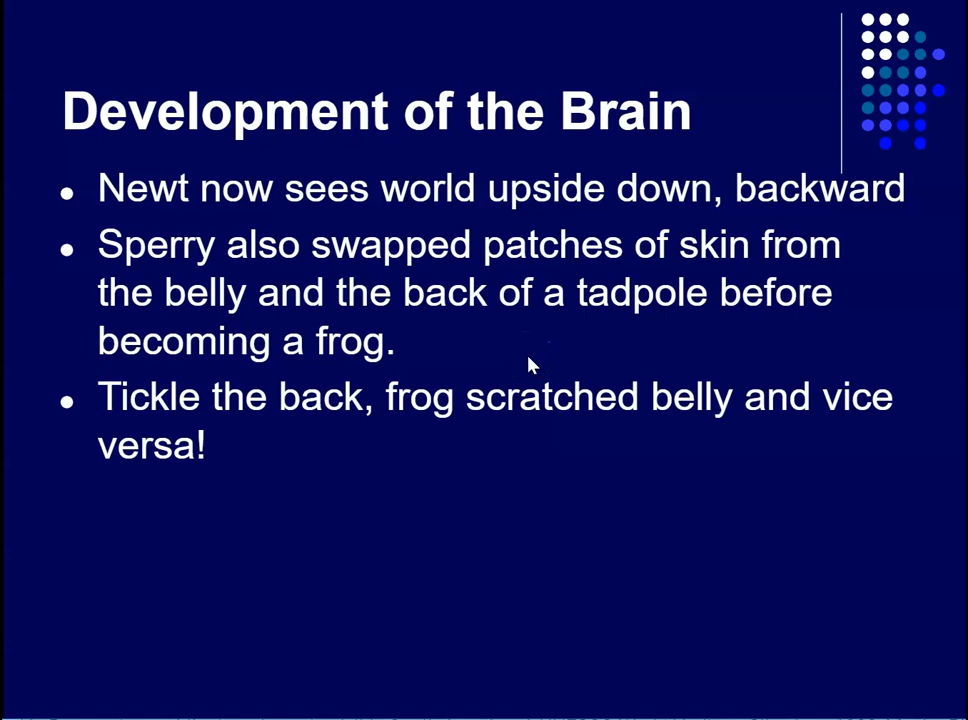 Development of the Brain
• Newt now sees world upside down, backward
• Sperry also swapped patches of skin from
the belly and the back of a tadpole before
becoming a frog.
• Tickle the back, frog scratched belly and vice
versa!